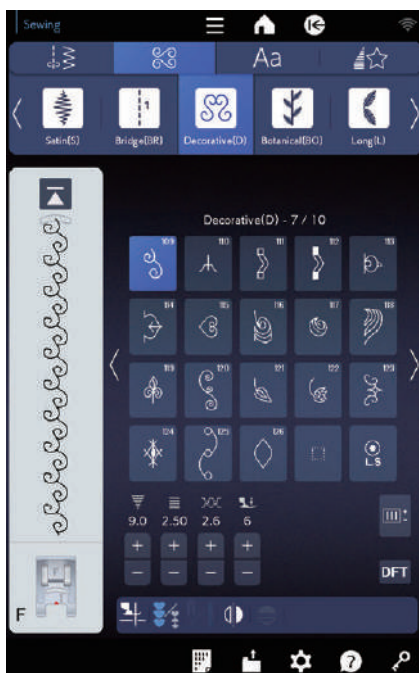 Sewing
Aa
Satin(S) Bridge(BR) Decorative(D) Botanical(BO) Long(L)
Decorative(D) - 7 / 10
109 110 111 112 113
114 115 116 117 118
119 120 121 122 123
124 125 126 L.S
9.0 2.50 2.6 6
+ + + +
− − − −
DFT
F